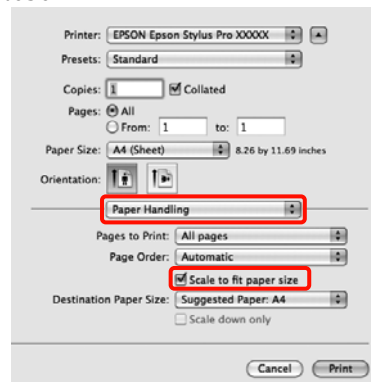 Printer: EPSON Epson Stylus Pro XXXXX
Presets: Standard
Copies: 1 Collated
Pages: All
From: 1 to: 1
Paper Size: A4 (Sheet) 8.26 by 11.69 inches
Orientation:
Paper Handling
Pages to Print: All pages
Page Order: Automatic
Scale to fit paper size
Destination Paper Size: Suggested Paper: A4
Scale down only
Cancel Print